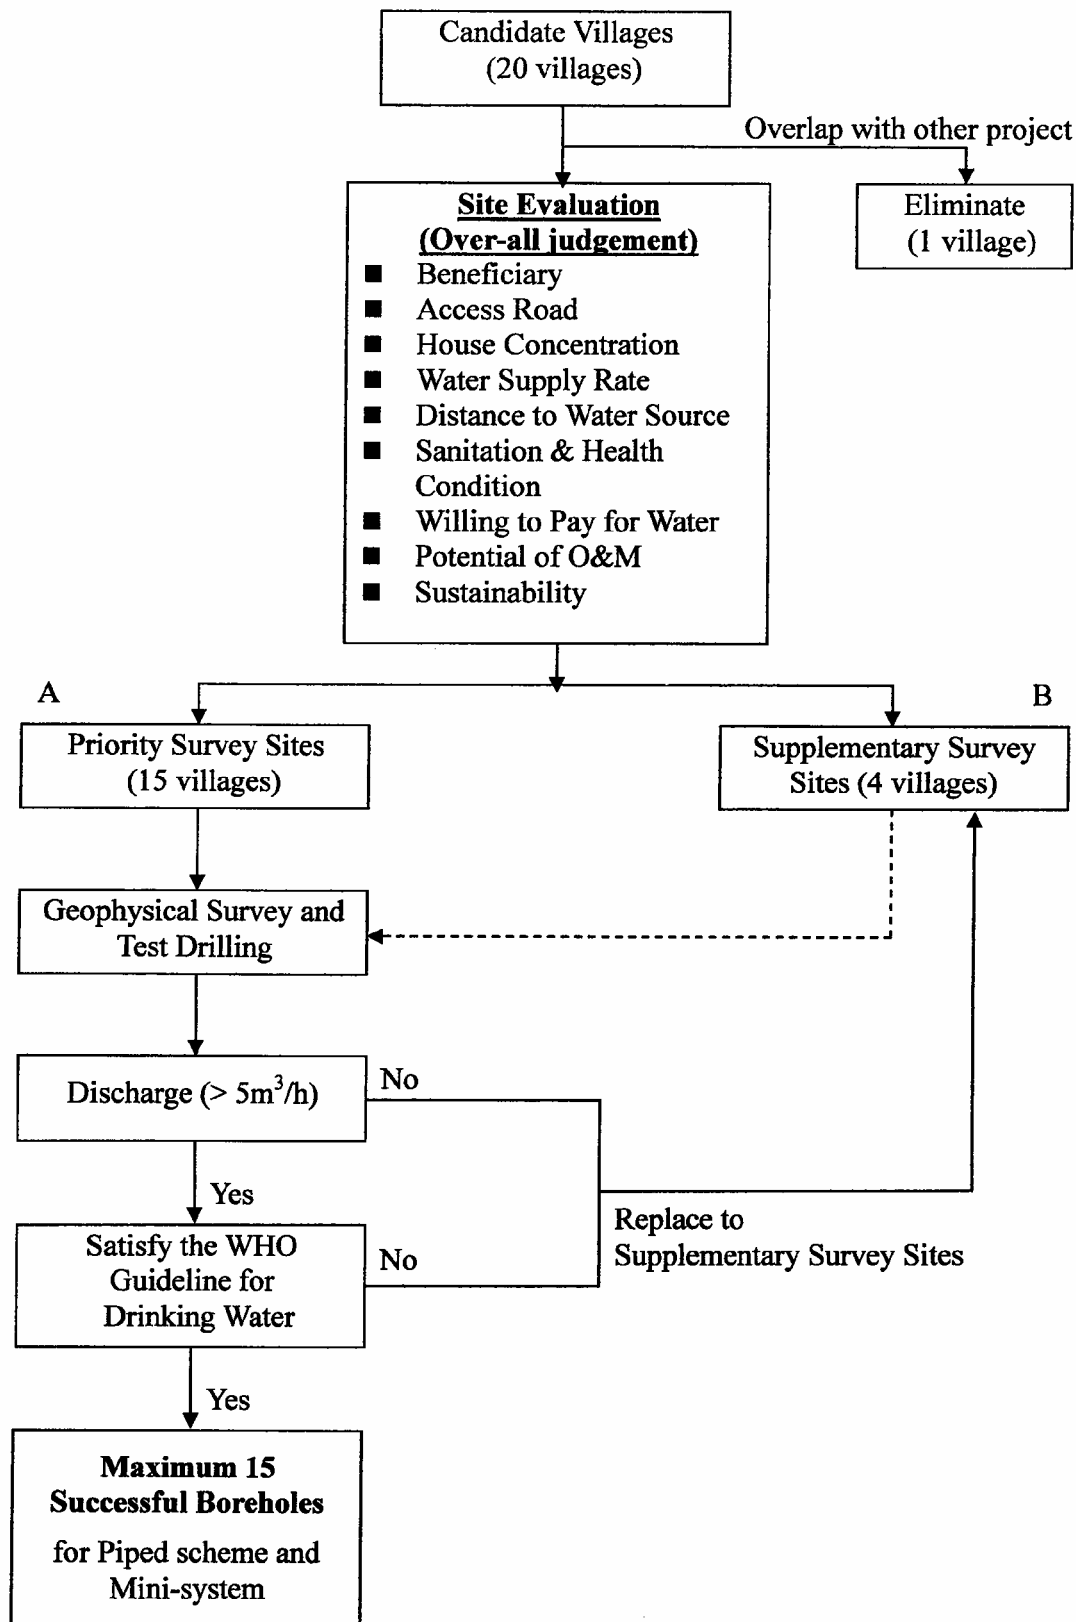 Candidate Villages
(20 villages)
Overlap with other project
Eliminate
(1 village)
Site Evaluation
(Over-all judgement)
■ Beneficiary
■ Access Road
■ House Concentration
■ Water Supply Rate
■ Distance to Water Source
■ Sanitation & Health
Condition
■ Willing to Pay for Water
■ Potential of O&M
■ Sustainability
A
B
Priority Survey Sites
(15 villages)
Supplementary Survey
Sites (4 villages)
Geophysical Survey and
Test Drilling
Discharge (> 5m³/h)
No
Yes
Satisfy the WHO
Guideline for
Drinking Water
No
Replace to
Supplementary Survey Sites
Yes
Maximum 15
Successful Boreholes
for Piped scheme and
Mini-system